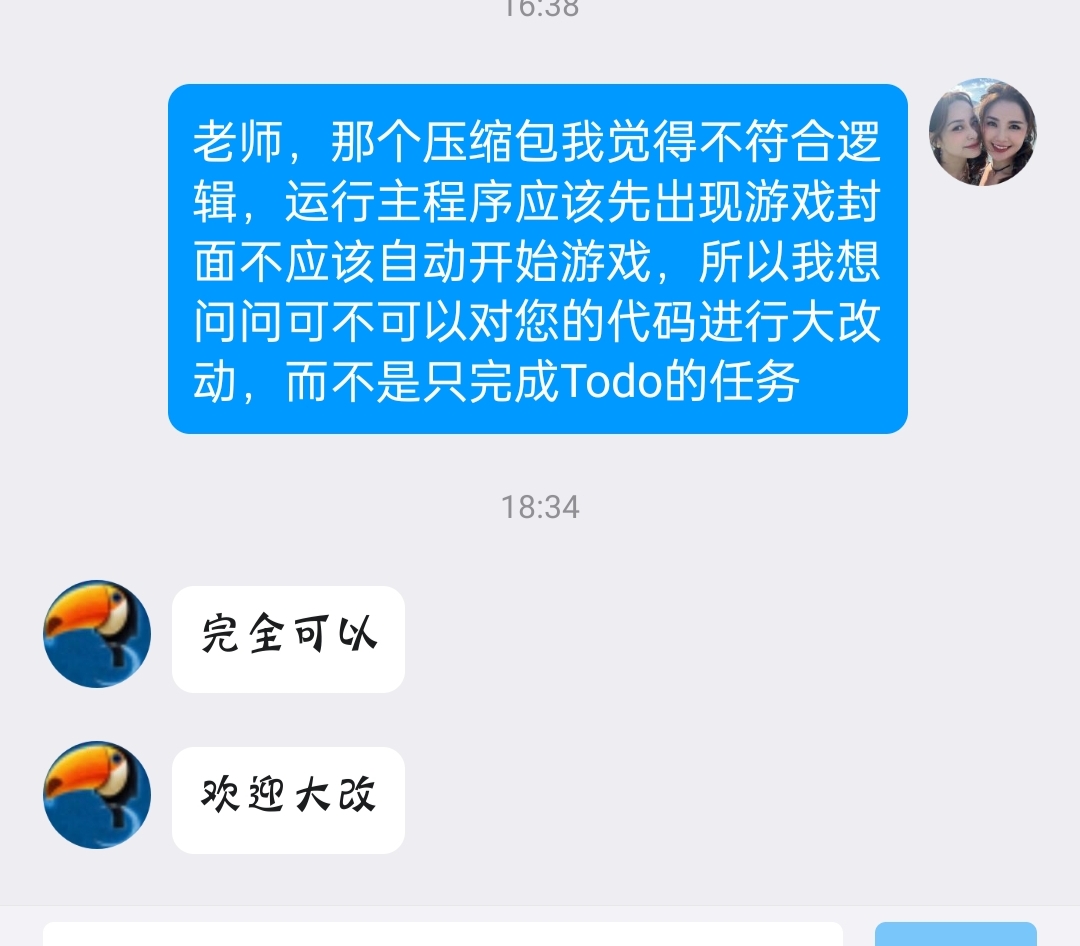 16:38
老师，那个压缩包我觉得不符合逻
辑，运行主程序应该先出现游戏封
面不应该自动开始游戏，所以我想
问问可不可以对您的代码进行大改
动，而不是只完成Todo的任务
18:34
完全可以
欢迎大改